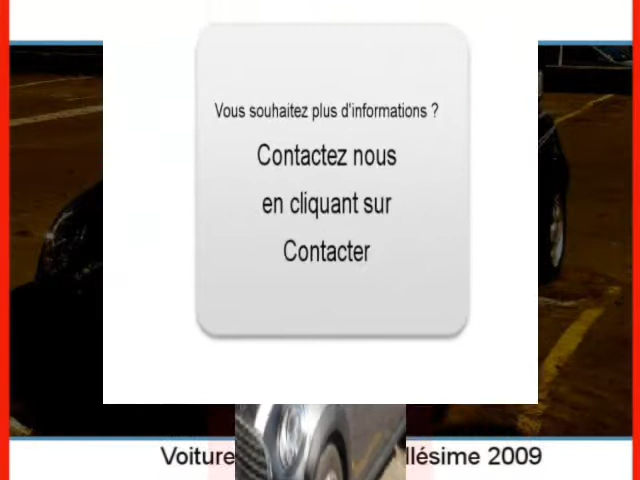 Vous souhaitez plus d'informations ?
Contactez nous
en cliquant sur
Contacter
Voiture llésime 2009